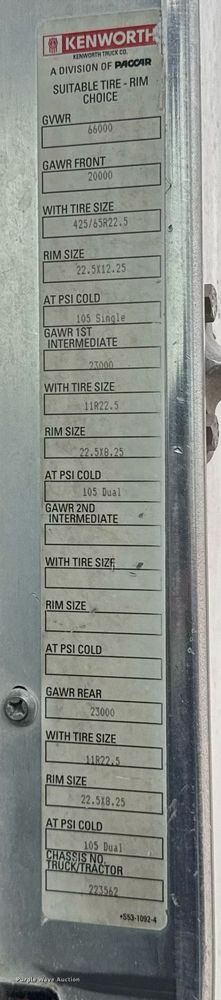 KENWORTH
KENWORTH TRUCK CO.
A DIVISION OF PACCAR
SUITABLE TIRE - RIM
CHOICE
GVWR
66000
GAWR FRONT
20000
WITH TIRE SIZE
425/65R22.5
RIM SIZE
22.5X12.25
AT PSI COLD
105 Single
GAWR 1ST
INTERMEDIATE
23000
WITH TIRE SIZE
11R22.5
RIM SIZE
22.5X8.25
AT PSI COLD
105 Dual
GAWR 2ND
INTERMEDIATE
WITH TIRE SIZE
RIM SIZE
AT PSI COLD
GAWR REAR
23000
WITH TIRE SIZE
11R22.5
RIM SIZE
22.5X8.25
AT PSI COLD
105 Dual
CHASSIS NO.
TRUCK/TRACTOR
223562
•S53-1092-4
Purple Wave Auction